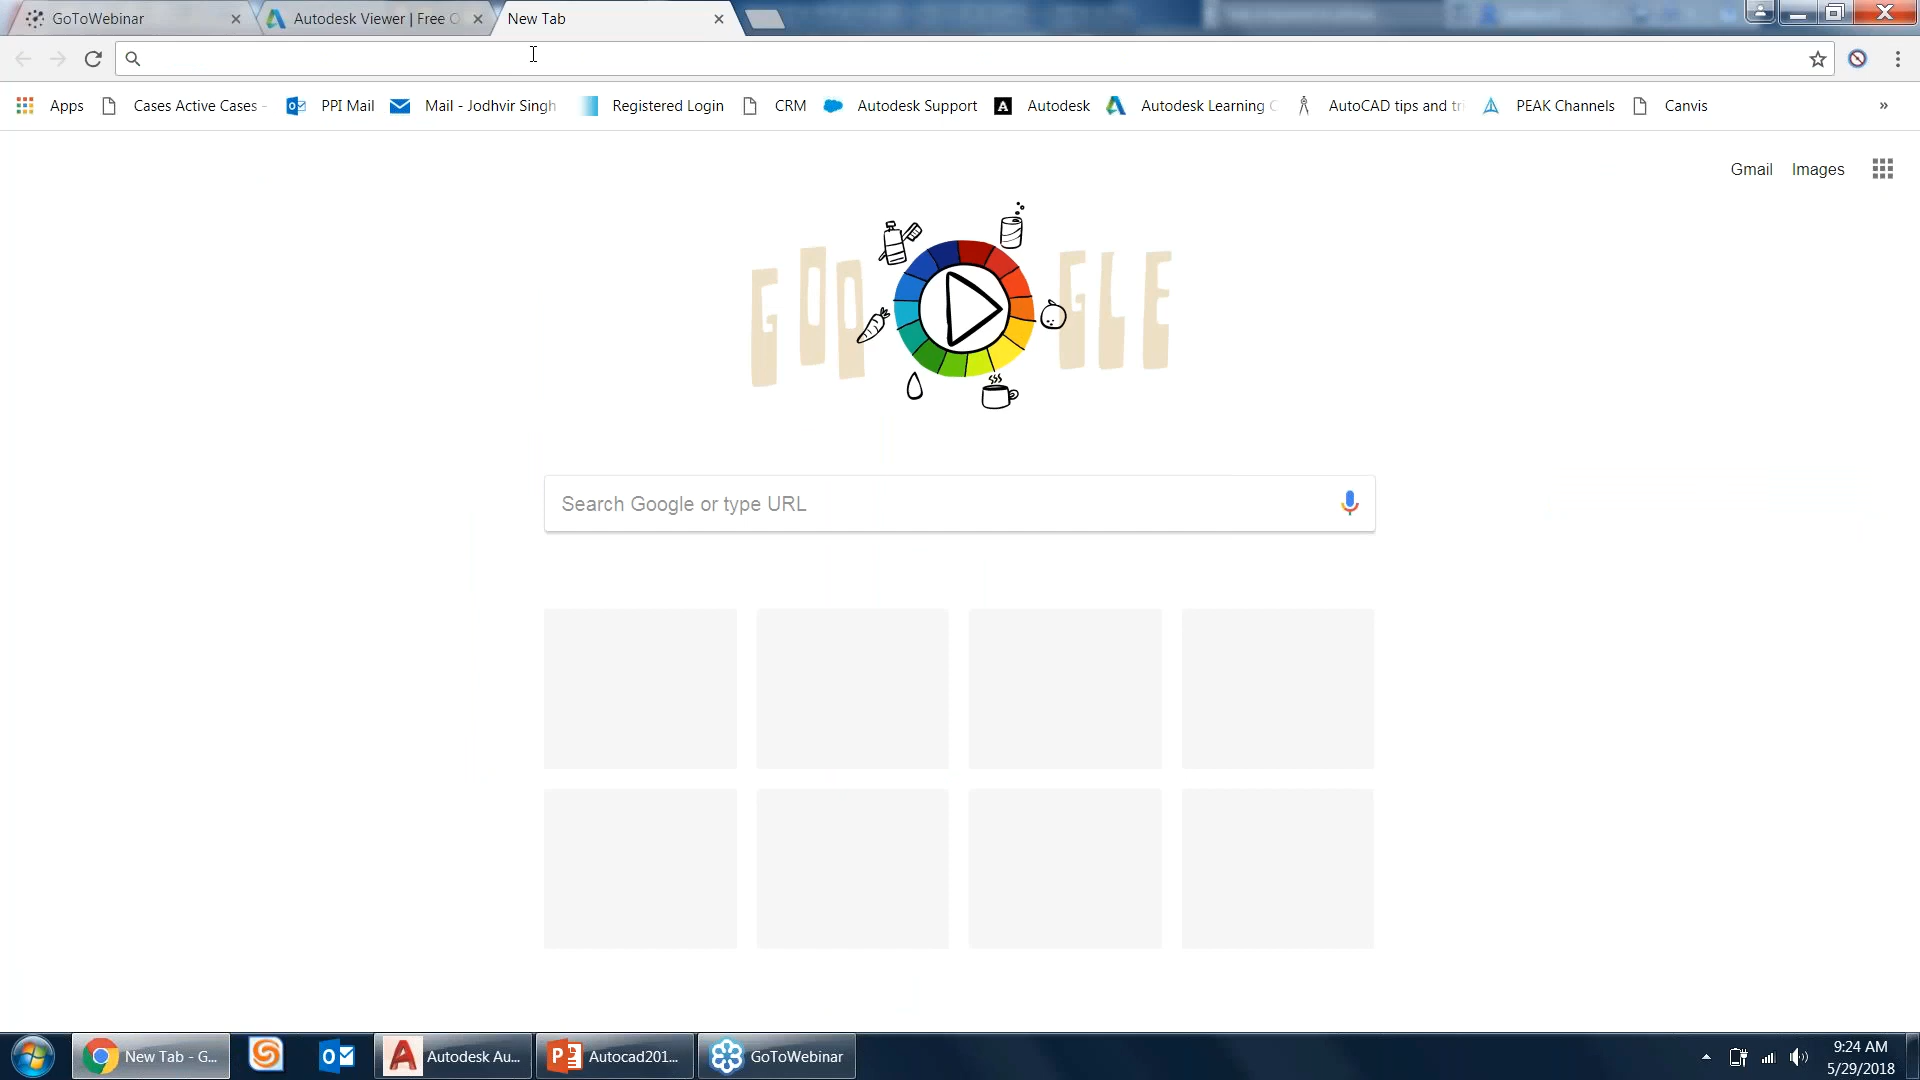 GoToWebinar
Autodesk Viewer | Free O
New Tab
Apps
Cases Active Cases -
PPI Mail
Mail - Jodhvir Singh
Registered Login
CRM
Autodesk Support
Autodesk
Autodesk Learning C
AutoCAD tips and tri
PEAK Channels
Canvis
»
Gmail
Images
GOOGLE
Search Google or type URL
New Tab - G...
Autodesk Au...
Autocad201...
GoToWebinar
9:24 AM
5/29/2018